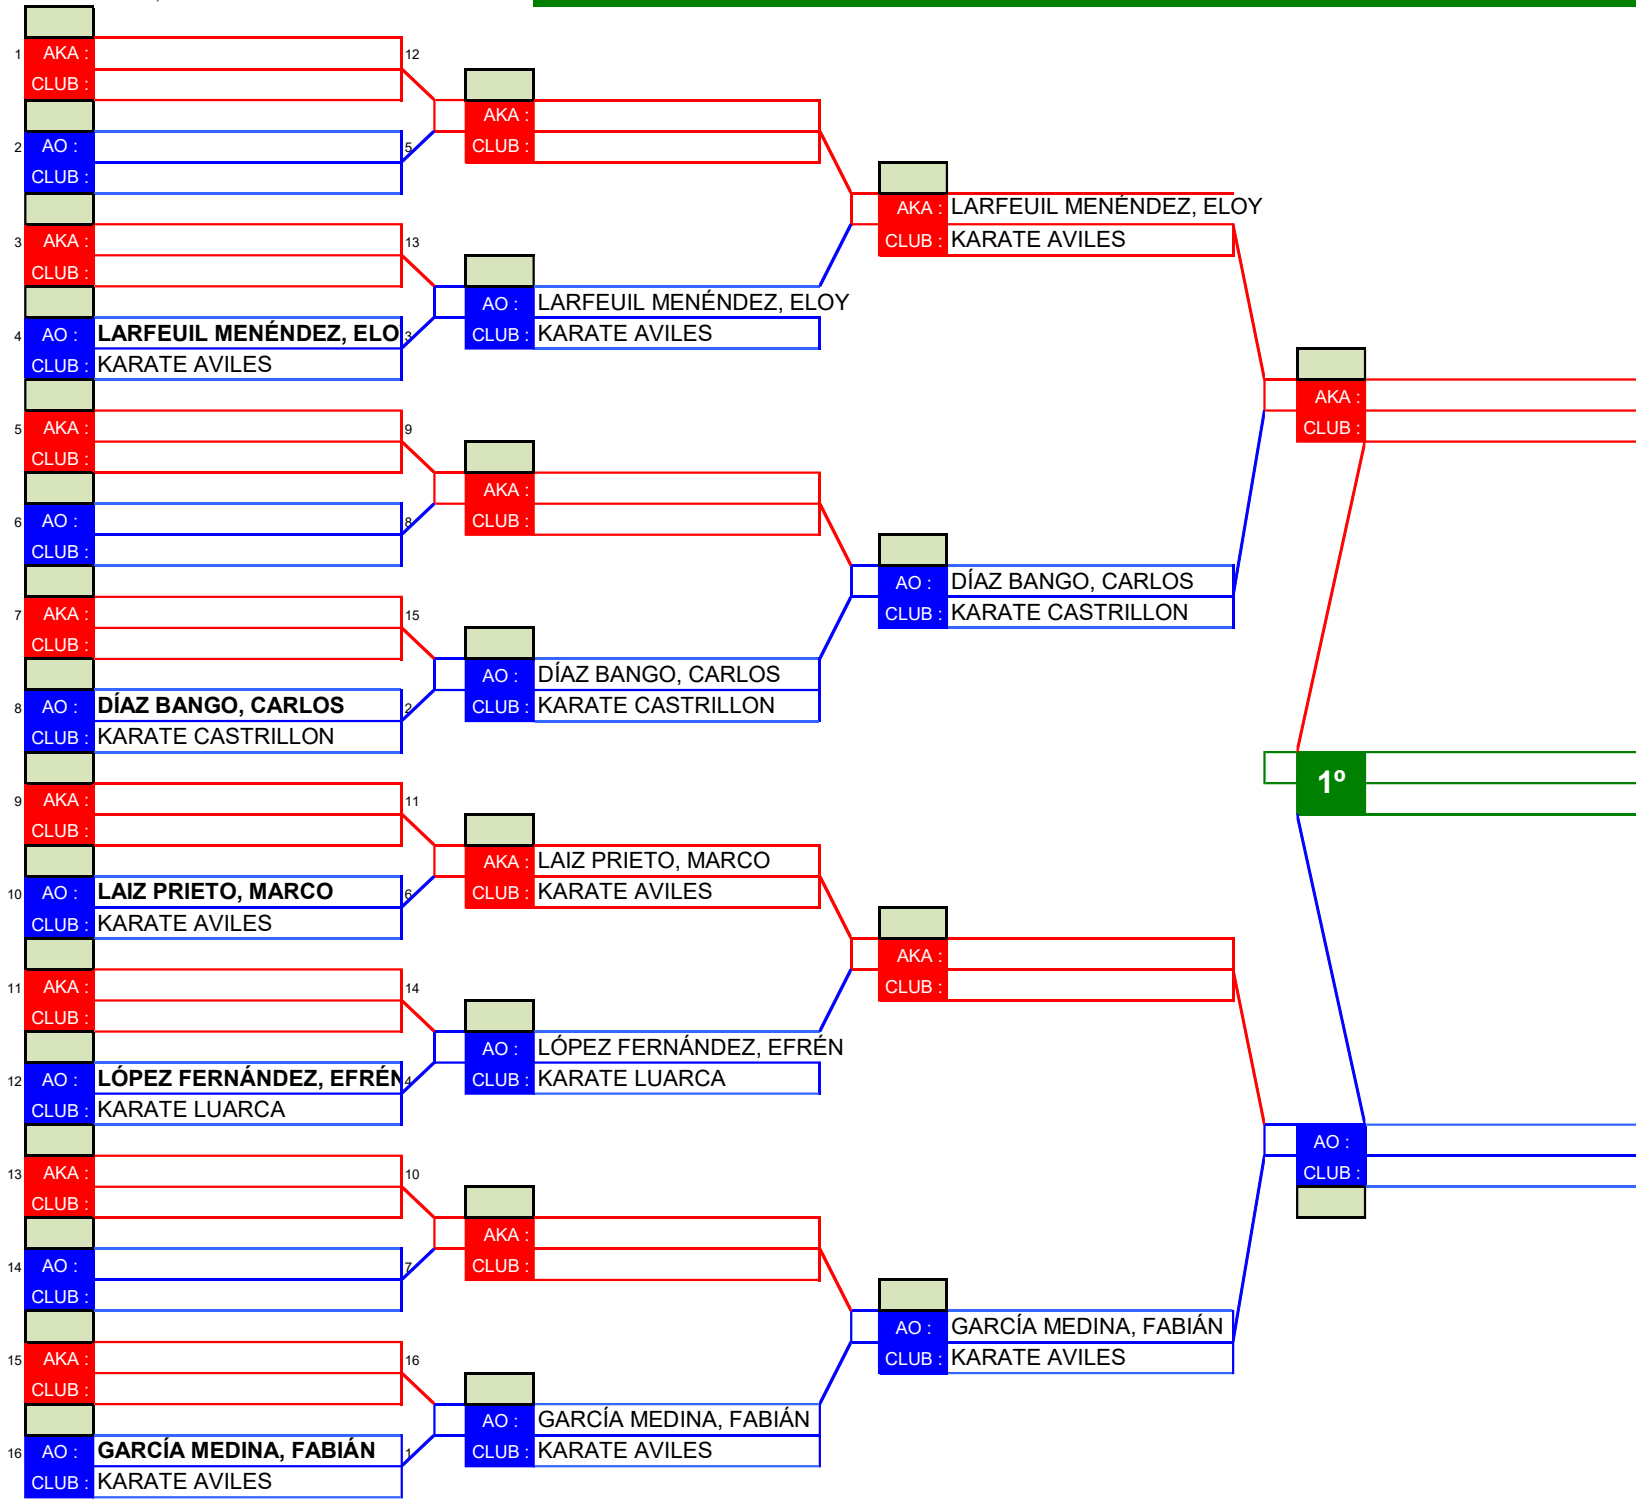 1 AKA : 12
CLUB :
2 AO : 5
CLUB :
3 AKA : 13
CLUB :
4 AO : LARFEUIL MENÉNDEZ, ELO 3
CLUB : KARATE AVILES
5 AKA : 9
CLUB :
6 AO : 8
CLUB :
7 AKA : 15
CLUB :
8 AO : DÍAZ BANGO, CARLOS 2
CLUB : KARATE CASTRILLON
9 AKA : 11
CLUB :
10 AO : LAIZ PRIETO, MARCO 6
CLUB : KARATE AVILES
11 AKA : 14
CLUB :
12 AO : LÓPEZ FERNÁNDEZ, EFRÉN 4
CLUB : KARATE LUARCA
13 AKA : 10
CLUB :
14 AO : 7
CLUB :
15 AKA : 16
CLUB :
16 AO : GARCÍA MEDINA, FABIÁN 1
CLUB : KARATE AVILES
AKA :
CLUB :
AO : LARFEUIL MENÉNDEZ, ELOY
CLUB : KARATE AVILES
AKA :
CLUB :
AO : DÍAZ BANGO, CARLOS
CLUB : KARATE CASTRILLON
AKA : LAIZ PRIETO, MARCO
CLUB : KARATE AVILES
AO : LÓPEZ FERNÁNDEZ, EFRÉN
CLUB : KARATE LUARCA
AKA :
CLUB :
AO : GARCÍA MEDINA, FABIÁN
CLUB : KARATE AVILES
AKA : LARFEUIL MENÉNDEZ, ELOY
CLUB : KARATE AVILES
AO : DÍAZ BANGO, CARLOS
CLUB : KARATE CASTRILLON
AKA :
CLUB :
AO : GARCÍA MEDINA, FABIÁN
CLUB : KARATE AVILES
AKA :
CLUB :
1º
AO :
CLUB :